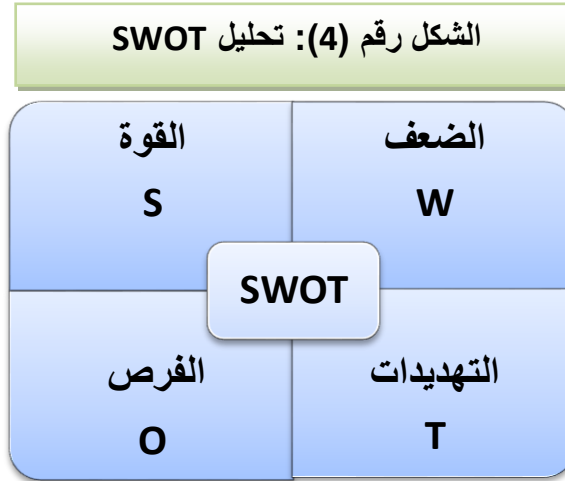 الشكل رقم (4): تحليل SWOT
القوة
S
الضعف
W
SWOT
الفرص
O
التهديدات
T